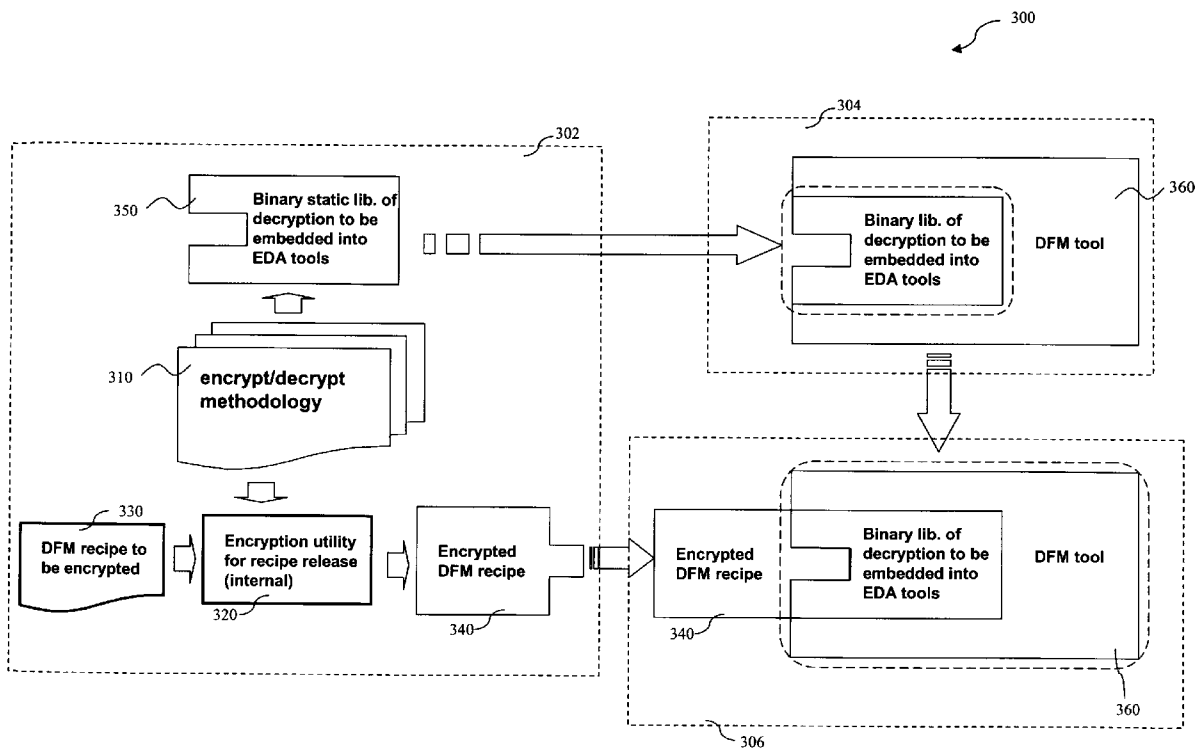 300
302
350
Binary static lib. of
decryption to be
embedded into
EDA tools
310
encrypt/decrypt
methodology
330
DFM recipe to
be encrypted
Encryption utility
for recipe release
(internal)
320
Encrypted
DFM recipe
340
304
360
Binary lib. of
decryption to be
embedded into
EDA tools
DFM tool
Encrypted
DFM recipe
340
Binary lib. of
decryption to be
embedded into
EDA tools
DFM tool
360
306